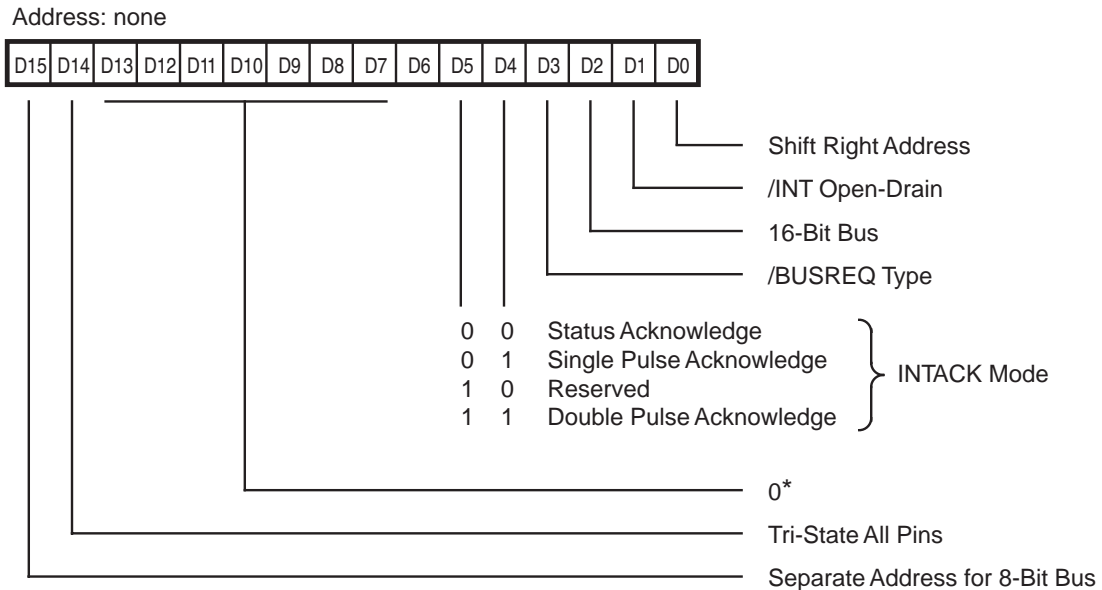 Address: none
D15 D14 D13 D12 D11 D10 D9 D8 D7 D6 D5 D4 D3 D2 D1 D0
Shift Right Address
/INT Open-Drain
16-Bit Bus
/BUSREQ Type
0 0 Status Acknowledge
0 1 Single Pulse Acknowledge
1 0 Reserved
1 1 Double Pulse Acknowledge
INTACK Mode
0*
Tri-State All Pins
Separate Address for 8-Bit Bus